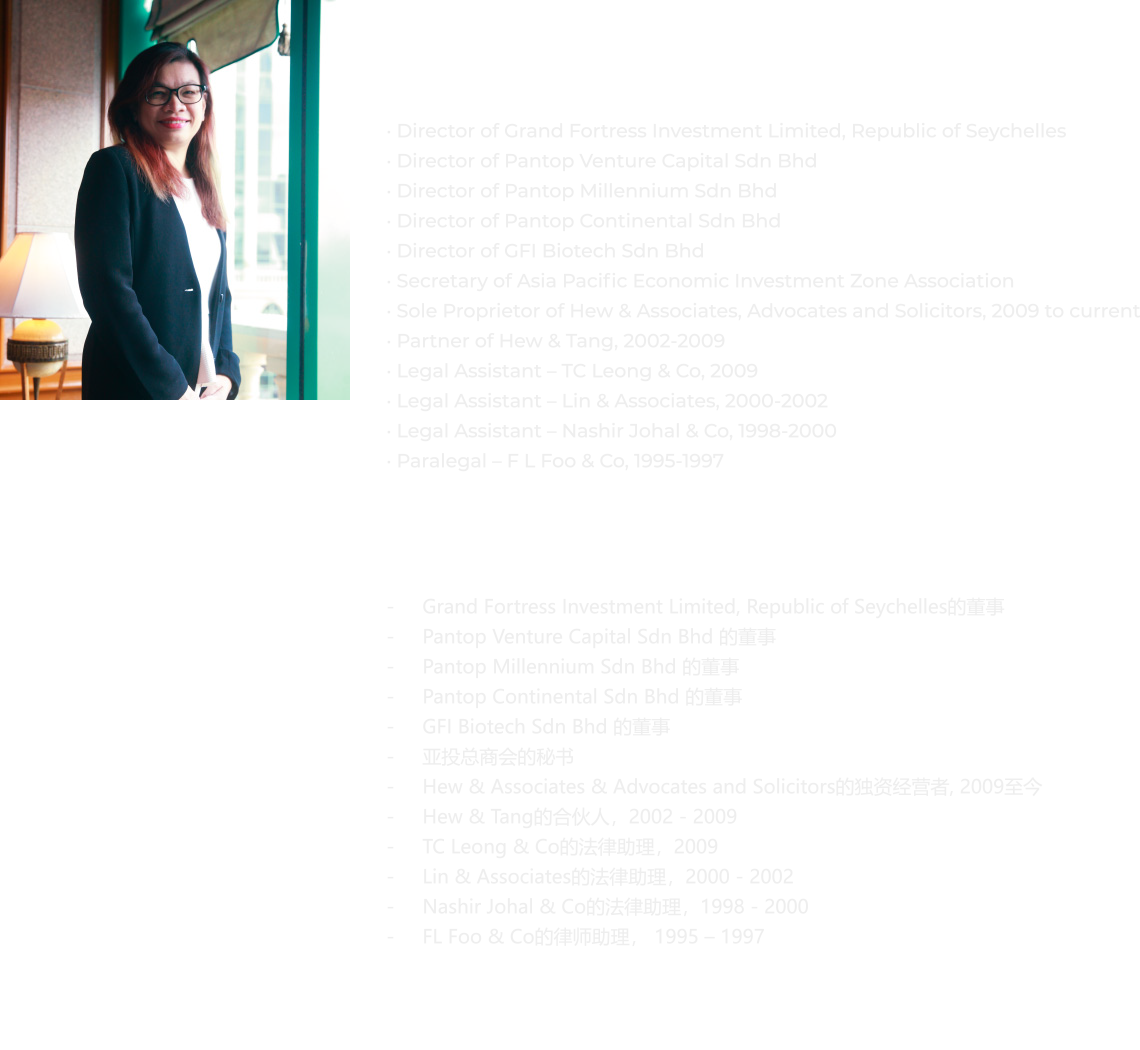 · Director of Grand Fortress Investment Limited, Republic of Seychelles
· Director of Pantop Venture Capital Sdn Bhd
· Director of Pantop Millennium Sdn Bhd
· Director of Pantop Continental Sdn Bhd
· Director of GFI Biotech Sdn Bhd
· Secretary of Asia Pacific Economic Investment Zone Association
· Sole Proprietor of Hew & Associates, Advocates and Solicitors, 2009 to current
· Partner of Hew & Tang, 2002-2009
· Legal Assistant – TC Leong & Co, 2009
· Legal Assistant – Lin & Associates, 2000-2002
· Legal Assistant – Nashir Johal & Co, 1998-2000
· Paralegal – F L Foo & Co, 1995-1997
- Grand Fortress Investment Limited, Republic of Seychelles的董事
- Pantop Venture Capital Sdn Bhd 的董事
- Pantop Millennium Sdn Bhd 的董事
- Pantop Continental Sdn Bhd 的董事
- GFI Biotech Sdn Bhd 的董事
- 亚投总商会的秘书
- Hew & Associates & Advocates and Solicitors的独资经营者, 2009至今
- Hew & Tang的合伙人，2002 - 2009
- TC Leong & Co的法律助理，2009
- Lin & Associates的法律助理，2000 - 2002
- Nashir Johal & Co的法律助理，1998 - 2000
- FL Foo & Co的律师助理， 1995 – 1997